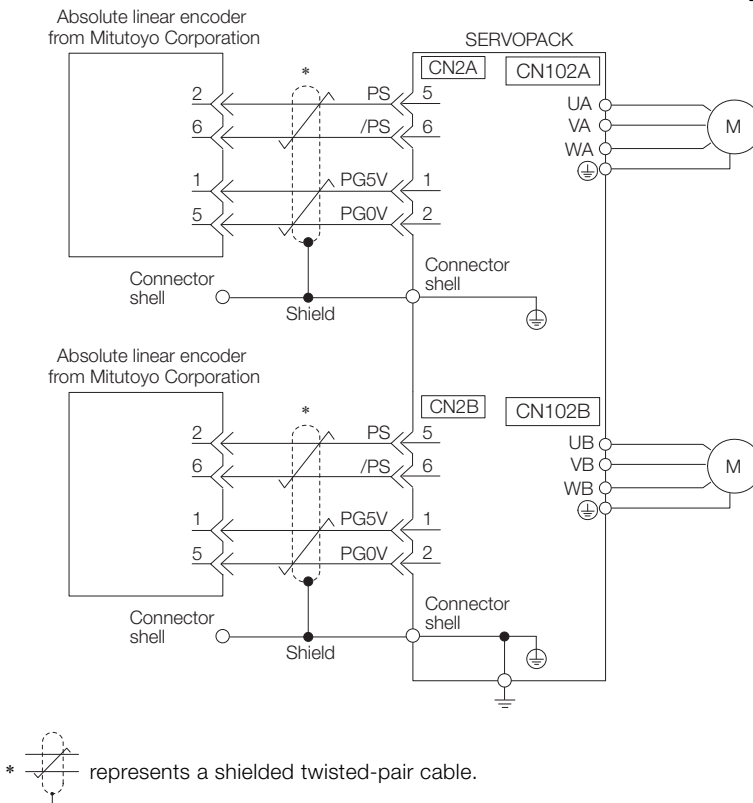 Absolute linear encoder
from Mitutoyo Corporation
SERVOPACK
CN2A
CN102A
*
2
PS
5
6
/PS
6
1
PG5V
1
5
PG0V
2
UA
VA
WA
M
Connector
shell
Shield
Connector
shell
Absolute linear encoder
from Mitutoyo Corporation
CN2B
CN102B
*
2
PS
5
6
/PS
6
1
PG5V
1
5
PG0V
2
UB
VB
WB
M
Connector
shell
Shield
Connector
shell
* represents a shielded twisted-pair cable.